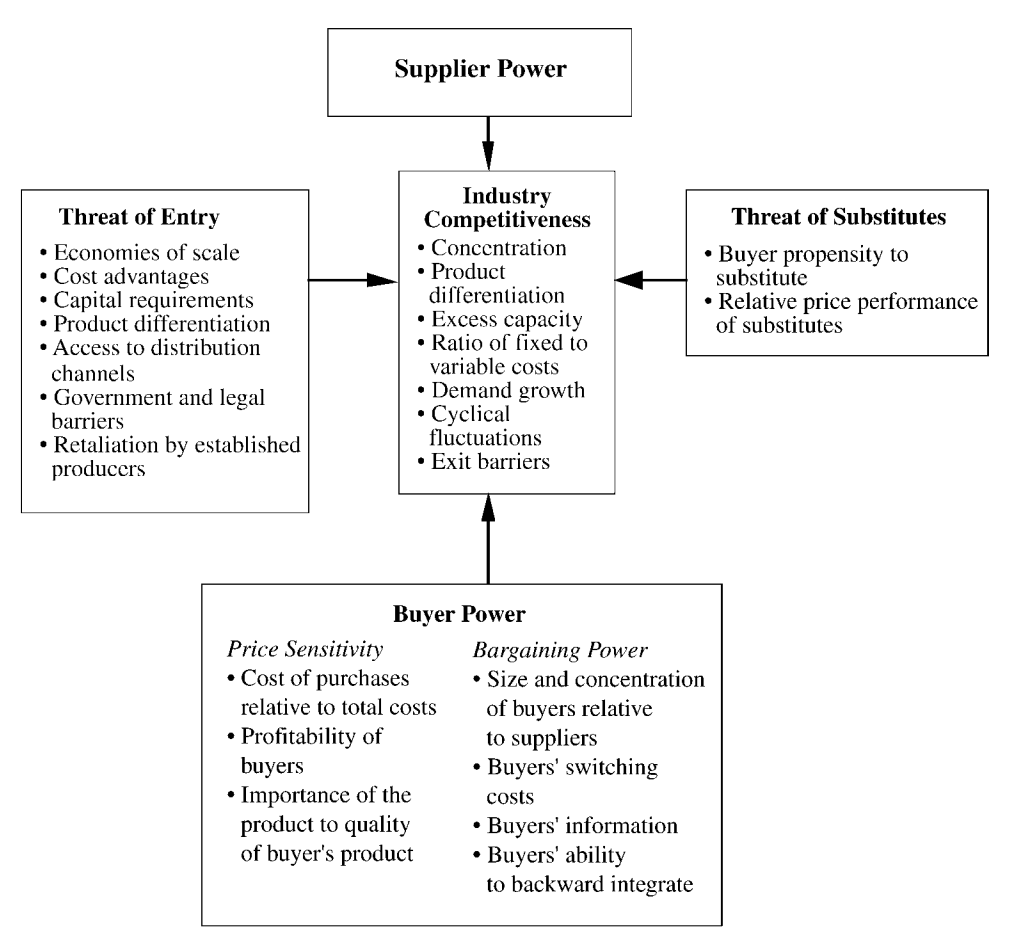 Supplier Power
Threat of Entry
• Economies of scale
• Cost advantages
• Capital requirements
• Product differentiation
• Access to distribution
channels
• Government and legal
barriers
• Retaliation by established
producers
Industry
Competitiveness
• Concentration
• Product
differentiation
• Excess capacity
• Ratio of fixed to
variable costs
• Demand growth
• Cyclical
fluctuations
• Exit barriers
Threat of Substitutes
• Buyer propensity to
substitute
• Relative price performance
of substitutes
Buyer Power
Price Sensitivity
• Cost of purchases
relative to total costs
• Profitability of
buyers
• Importance of the
product to quality
of buyer's product
Bargaining Power
• Size and concentration
of buyers relative
to suppliers
• Buyers' switching
costs
• Buyers' information
• Buyers' ability
to backward integrate